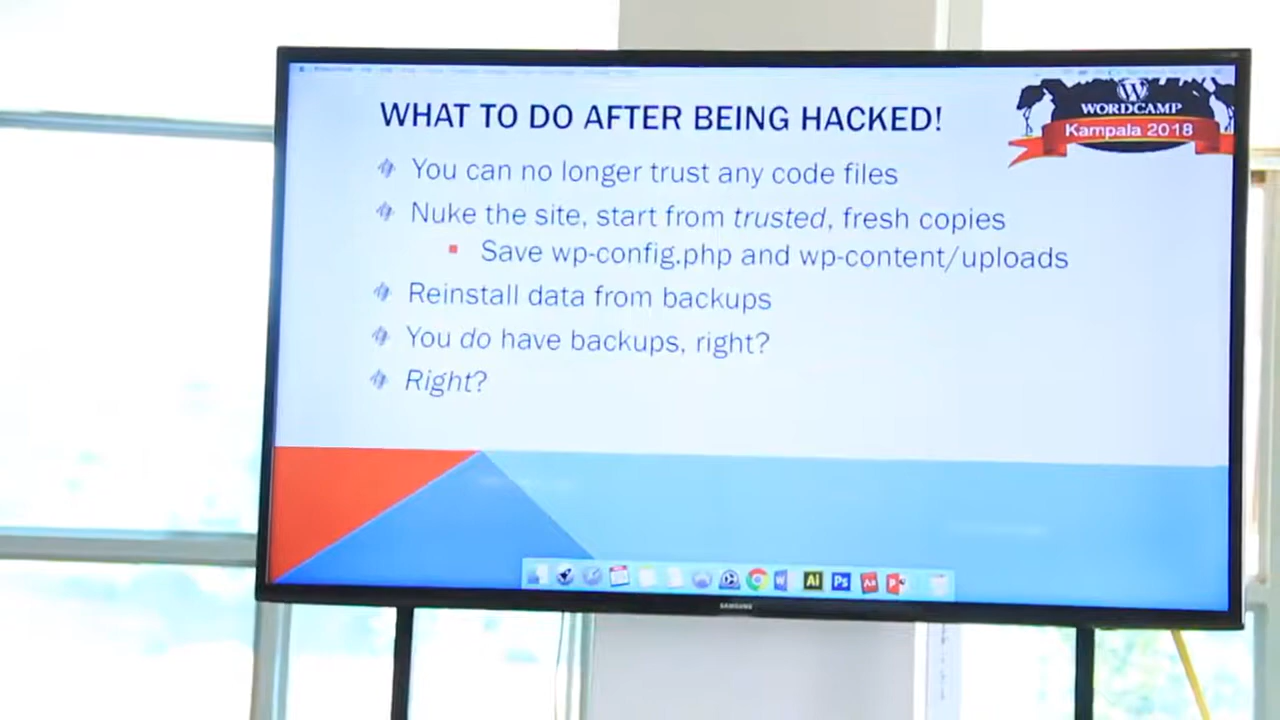 WHAT TO DO AFTER BEING HACKED!
WORDCAMP
Kampala 2018
You can no longer trust any code files
Nuke the site, start from trusted, fresh copies
Save wp-config.php and wp-content/uploads
Reinstall data from backups
You do have backups, right?
Right?
Ai
Ps
SAMSUNG